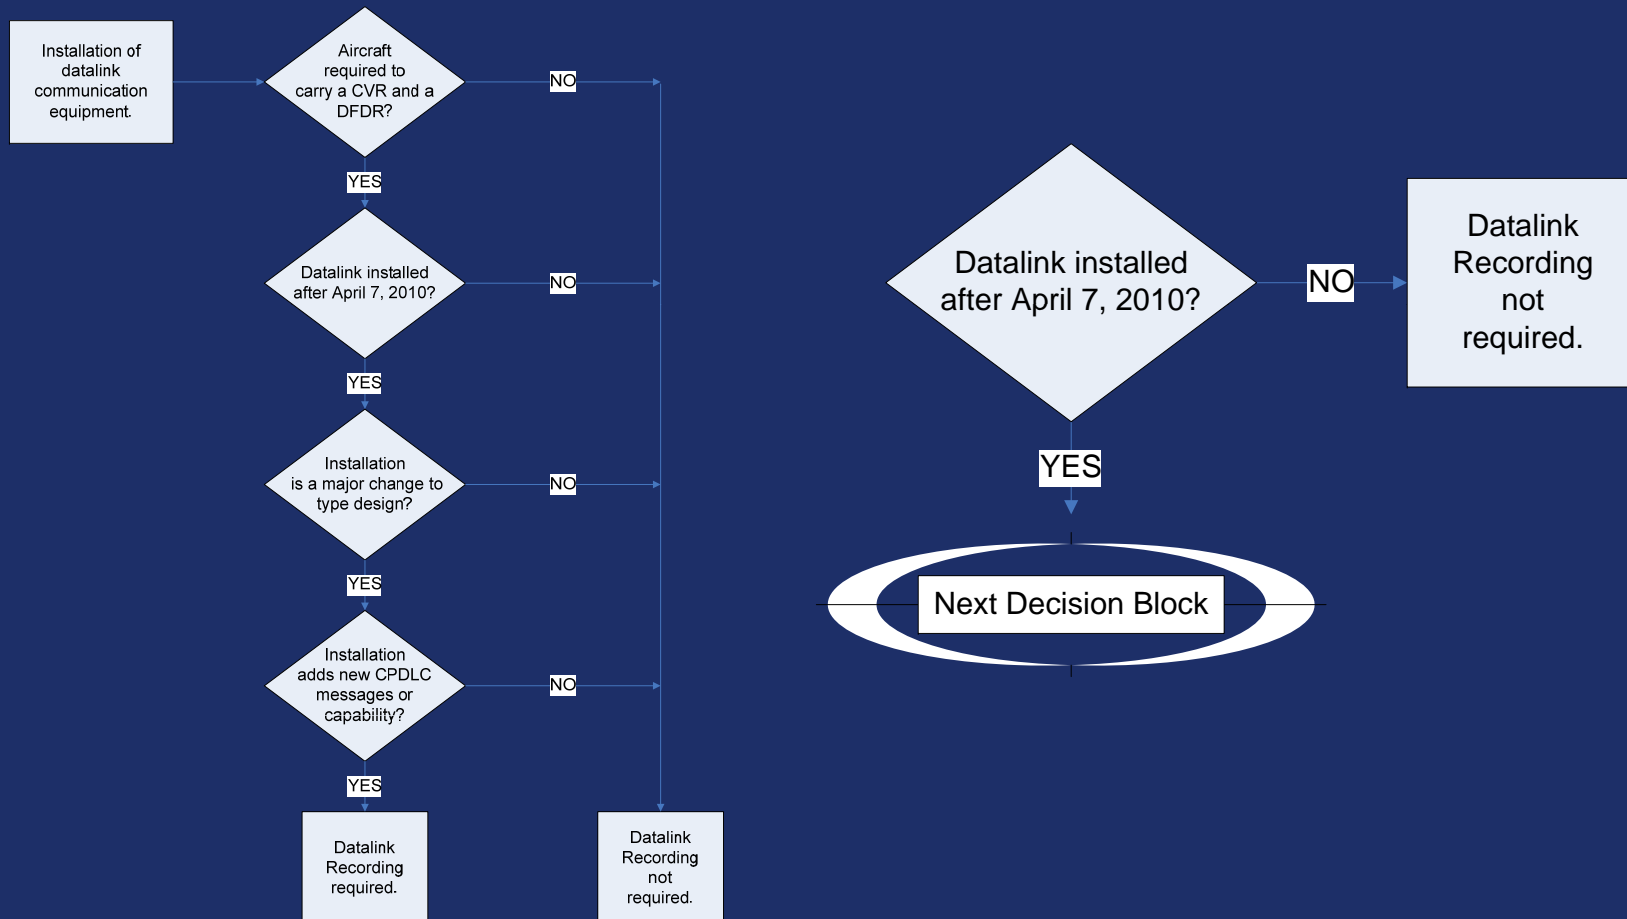 Installation of
datalink
communication
equipment.
Aircraft
required to
carry a CVR and a
DFDR?
NO
YES
Datalink installed
after April 7, 2010?
NO
YES
Installation
is a major change to
type design?
NO
YES
Installation
adds new CPDLC
messages or
capability?
NO
YES
Datalink
Recording
required.
Datalink
Recording
not
required.
Datalink installed
after April 7, 2010?
NO
Datalink
Recording
not
required.
YES
Next Decision Block